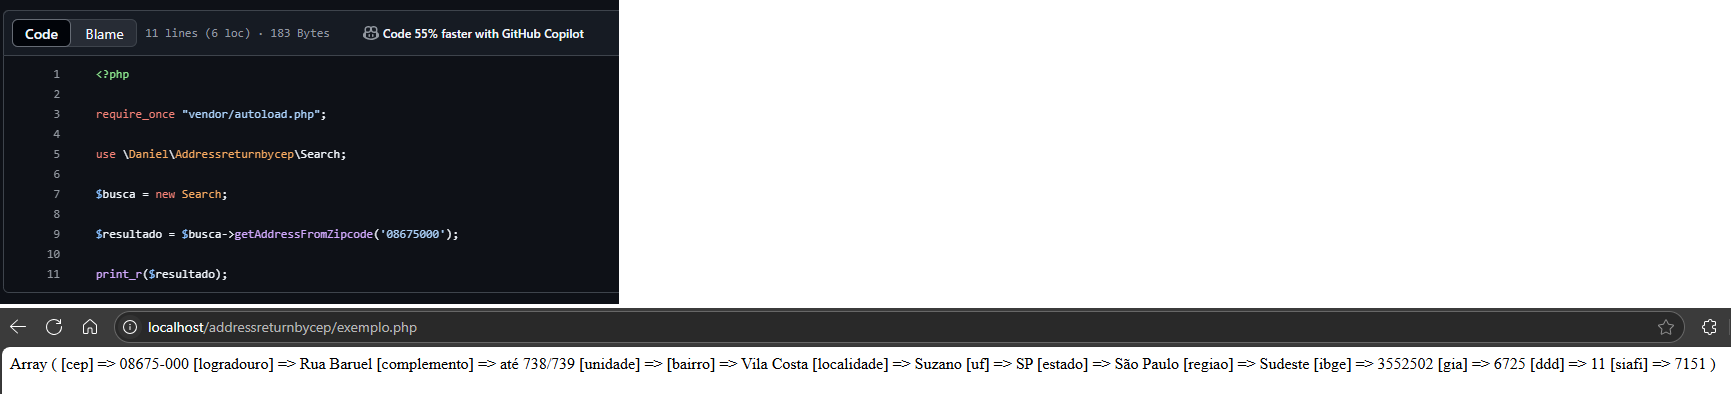 Code Blame 11 lines (6 loc) · 183 Bytes Code 55% faster with GitHub Copilot
1 <?php
2
3 require_once "vendor/autoload.php";
4
5 use \Daniel\Addressreturnbycep\Search;
6
7 $busca = new Search;
8
9 $resultado = $busca->getAddressFromZipcode('08675000');
10
11 print_r($resultado);
localhost/addressreturnbycep/exemplo.php
Array ( [cep] => 08675-000 [logradouro] => Rua Baruel [complemento] => até 738/739 [unidade] => [bairro] => Vila Costa [localidade] => Suzano [uf] => SP [estado] => São Paulo [regiao] => Sudeste [ibge] => 3552502 [gia] => 6725 [ddd] => 11 [siafi] => 7151 )